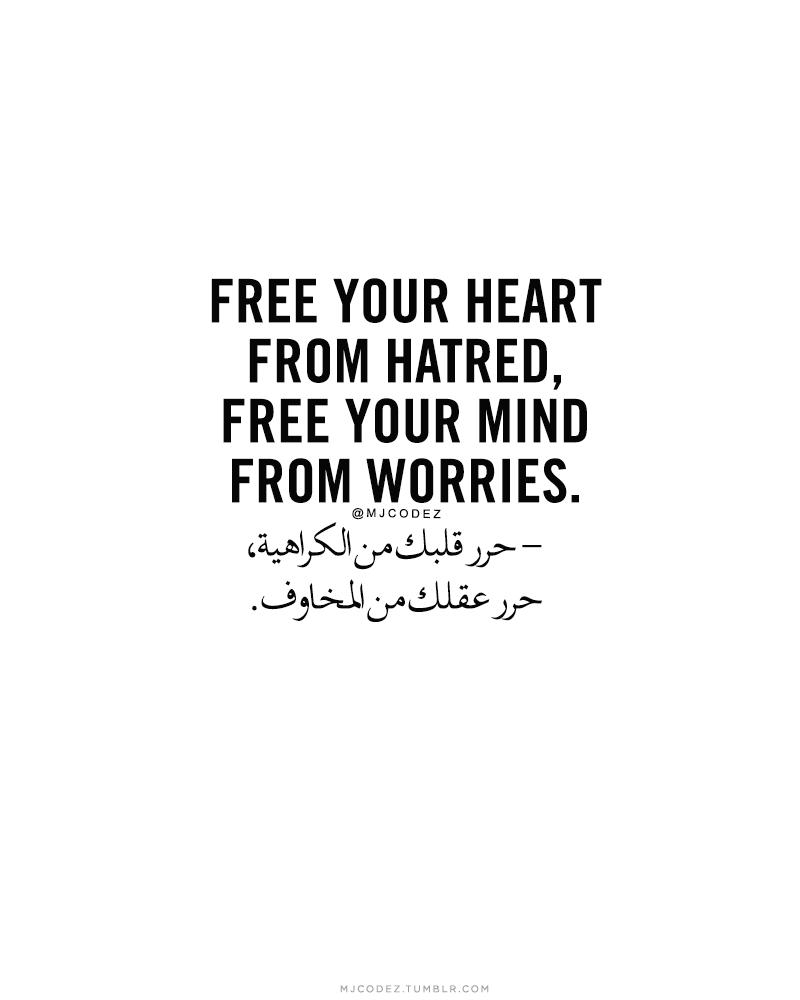 FREE YOUR HEART
FROM HATRED,
FREE YOUR MIND
FROM WORRIES.
@MJCODEZ
– حرر قلبك من الكراهية،
حرر عقلك من المخاوف.
MJCODEZ.TUMBLR.COM